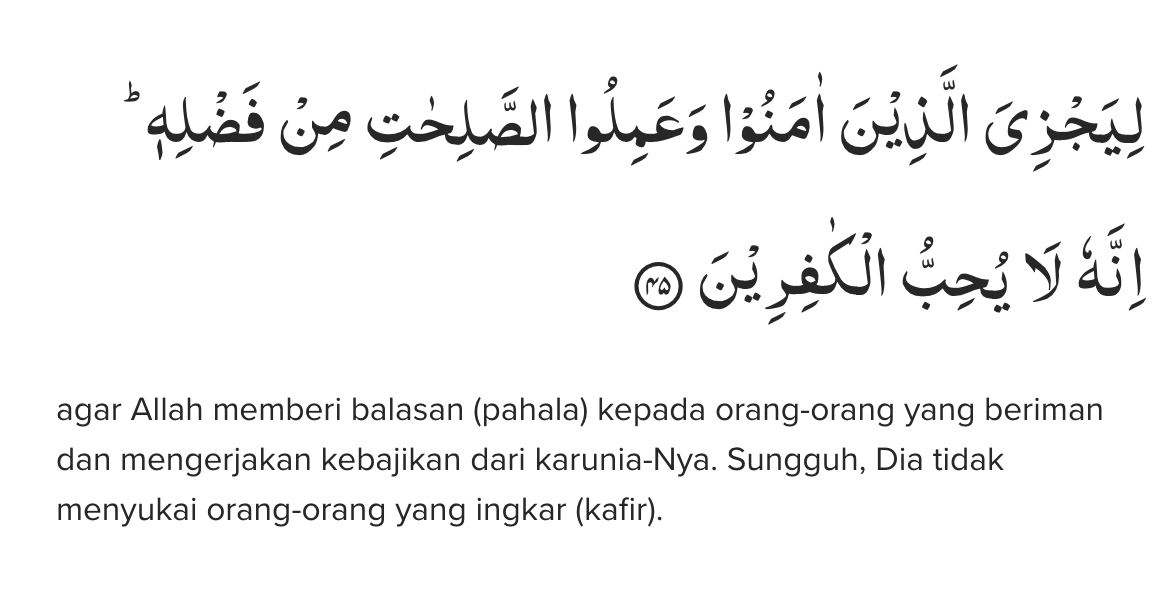 لِيَجْزِيَ الَّذِيْنَ اٰمَنُوْا وَعَمِلُوا الصّٰلِحٰتِ مِنْ فَضْلِهٖۗ
اِنَّهٗ لَا يُحِبُّ الْكٰفِرِيْنَ ۴۵
agar Allah memberi balasan (pahala) kepada orang-orang yang beriman
dan mengerjakan kebajikan dari karunia-Nya. Sungguh, Dia tidak
menyukai orang-orang yang ingkar (kafir).